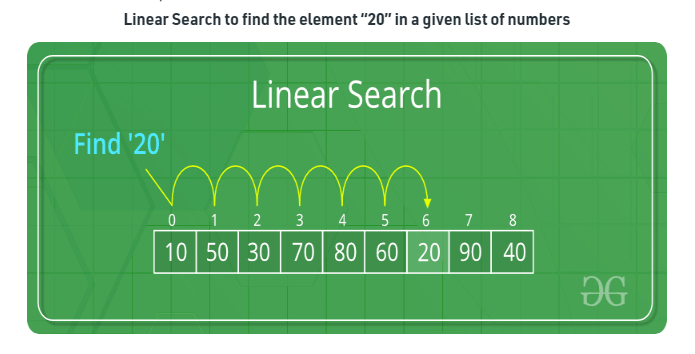 Linear Search to find the element “20” in a given list of numbers
Linear Search
Find '20'
0 1 2 3 4 5 6 7 8
10 50 30 70 80 60 20 90 40